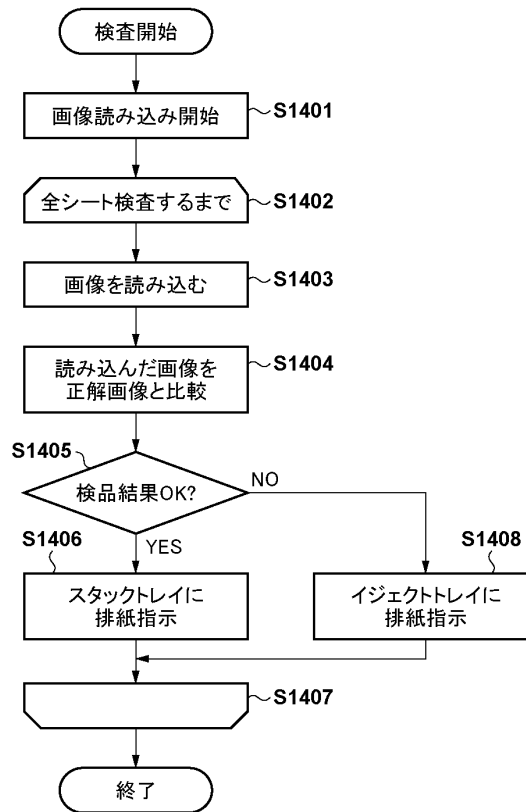 検査開始
画像読み込み開始
S1401
全シート検査するまで
S1402
画像を読み込む
S1403
読み込んだ画像を
正解画像と比較
S1404
S1405
検品結果OK?
NO
YES
S1406
スタックトレイに
排紙指示
S1408
イジェクトトレイに
排紙指示
S1407
終了